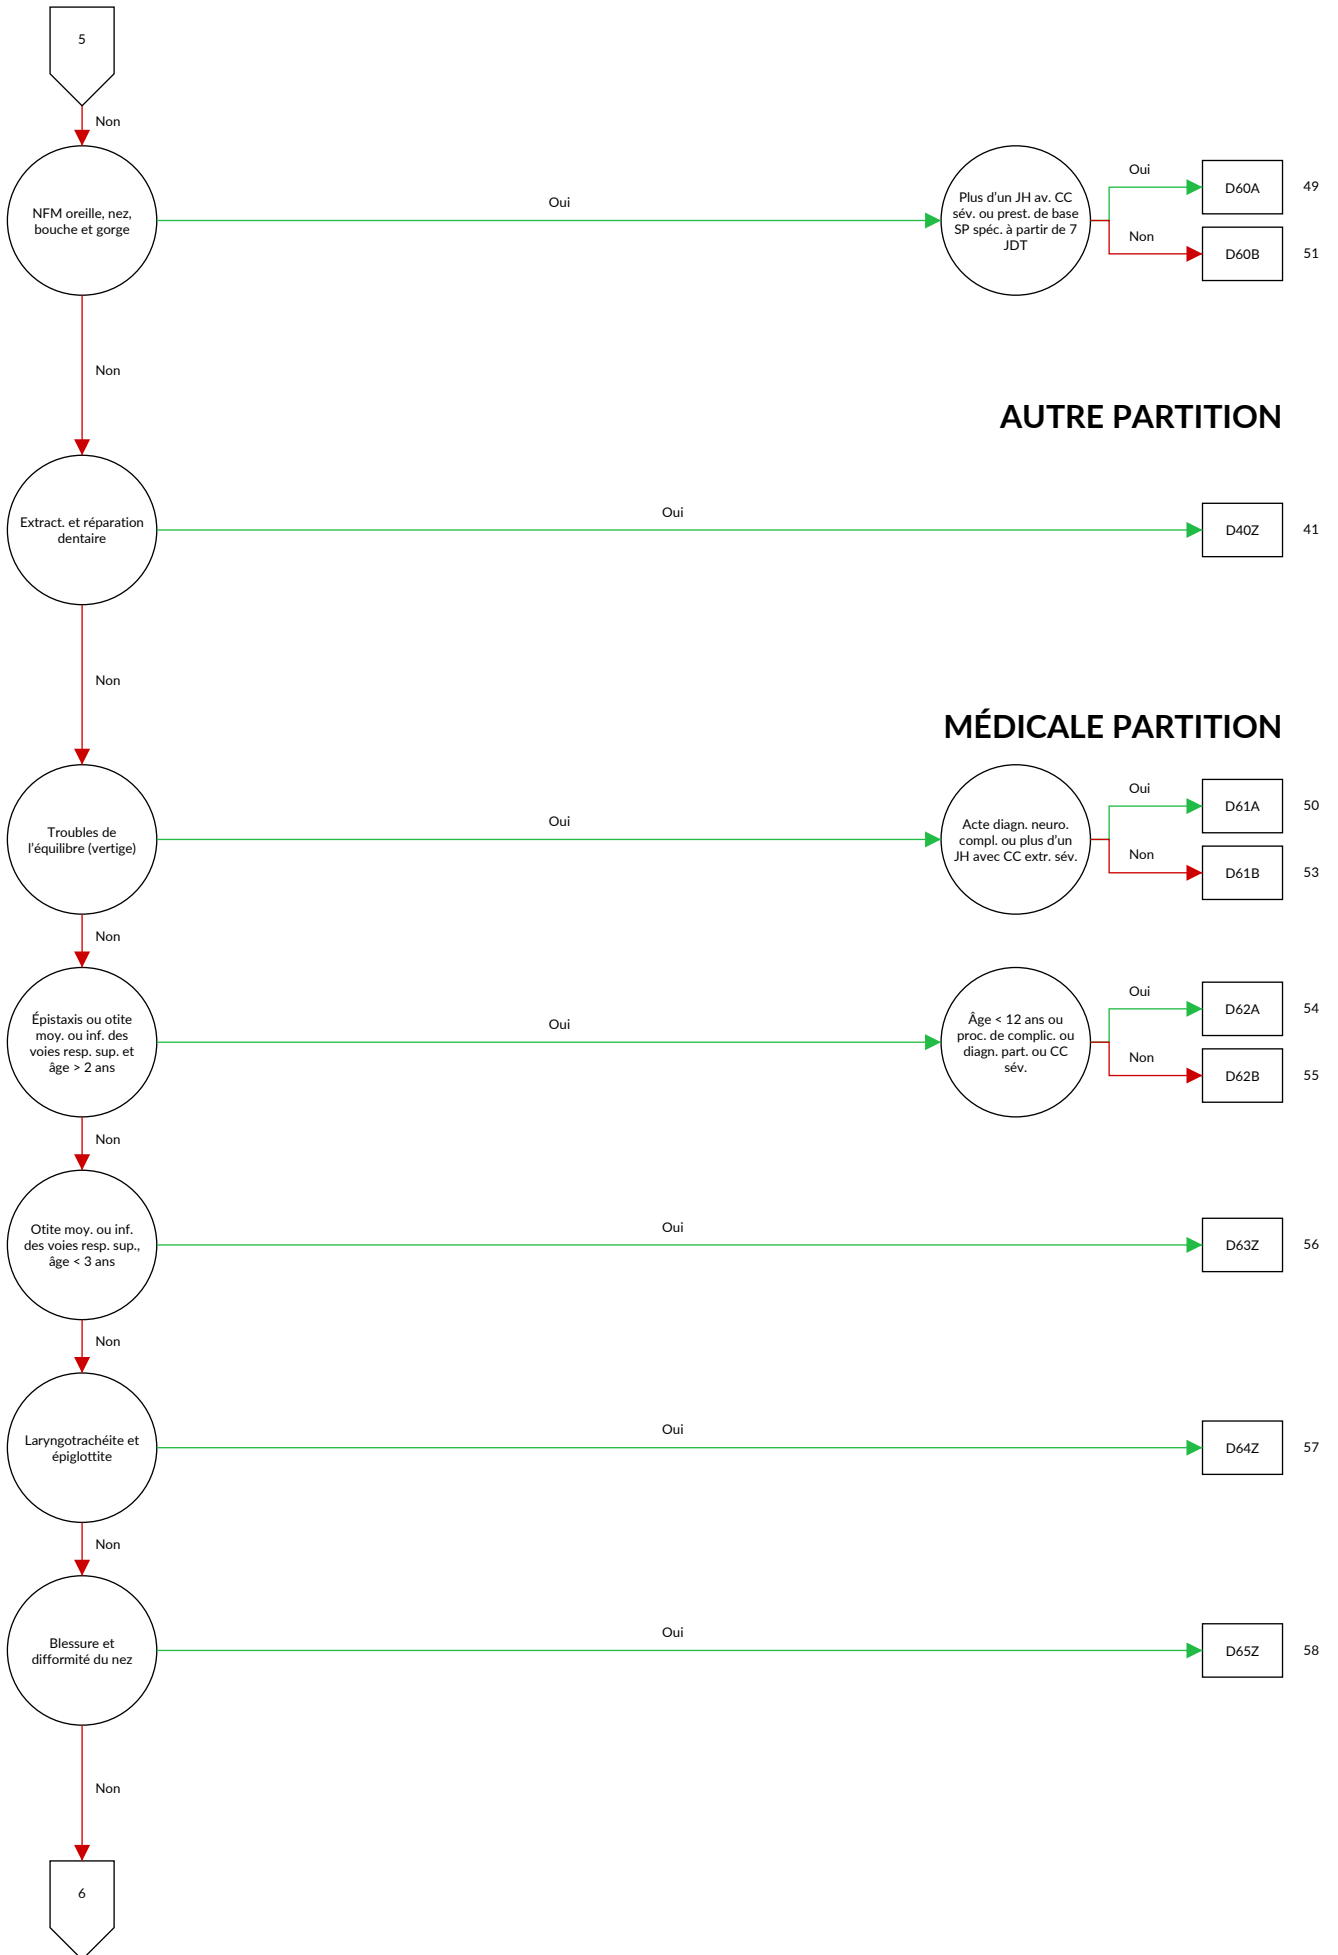 5
Non
NFM oreille, nez,
bouche et gorge
Oui
Plus d'un JH av. CC
sév. ou prest. de base
SP spéc. à partir de 7
JDT
Oui
D60A
49
Non
D60B
51
Non
AUTRE PARTITION
Extract. et réparation
dentaire
Oui
D40Z
41
Non
MÉDICALE PARTITION
Troubles de
l'équilibre (vertige)
Oui
Acte diagn. neuro.
compl. ou plus d'un
JH avec CC extr. sév.
Oui
D61A
50
Non
D61B
53
Non
Épistaxis ou otite
moy. ou inf. des
voies resp. sup. et
âge > 2 ans
Oui
Âge < 12 ans ou
proc. de complic. ou
diagn. part. ou CC
sév.
Oui
D62A
54
Non
D62B
55
Non
Otite moy. ou inf.
des voies resp. sup.,
âge < 3 ans
Oui
D63Z
56
Non
Laryngotrachéite et
épiglottite
Oui
D64Z
57
Non
Blessure et
difformité du nez
Oui
D65Z
58
Non
6